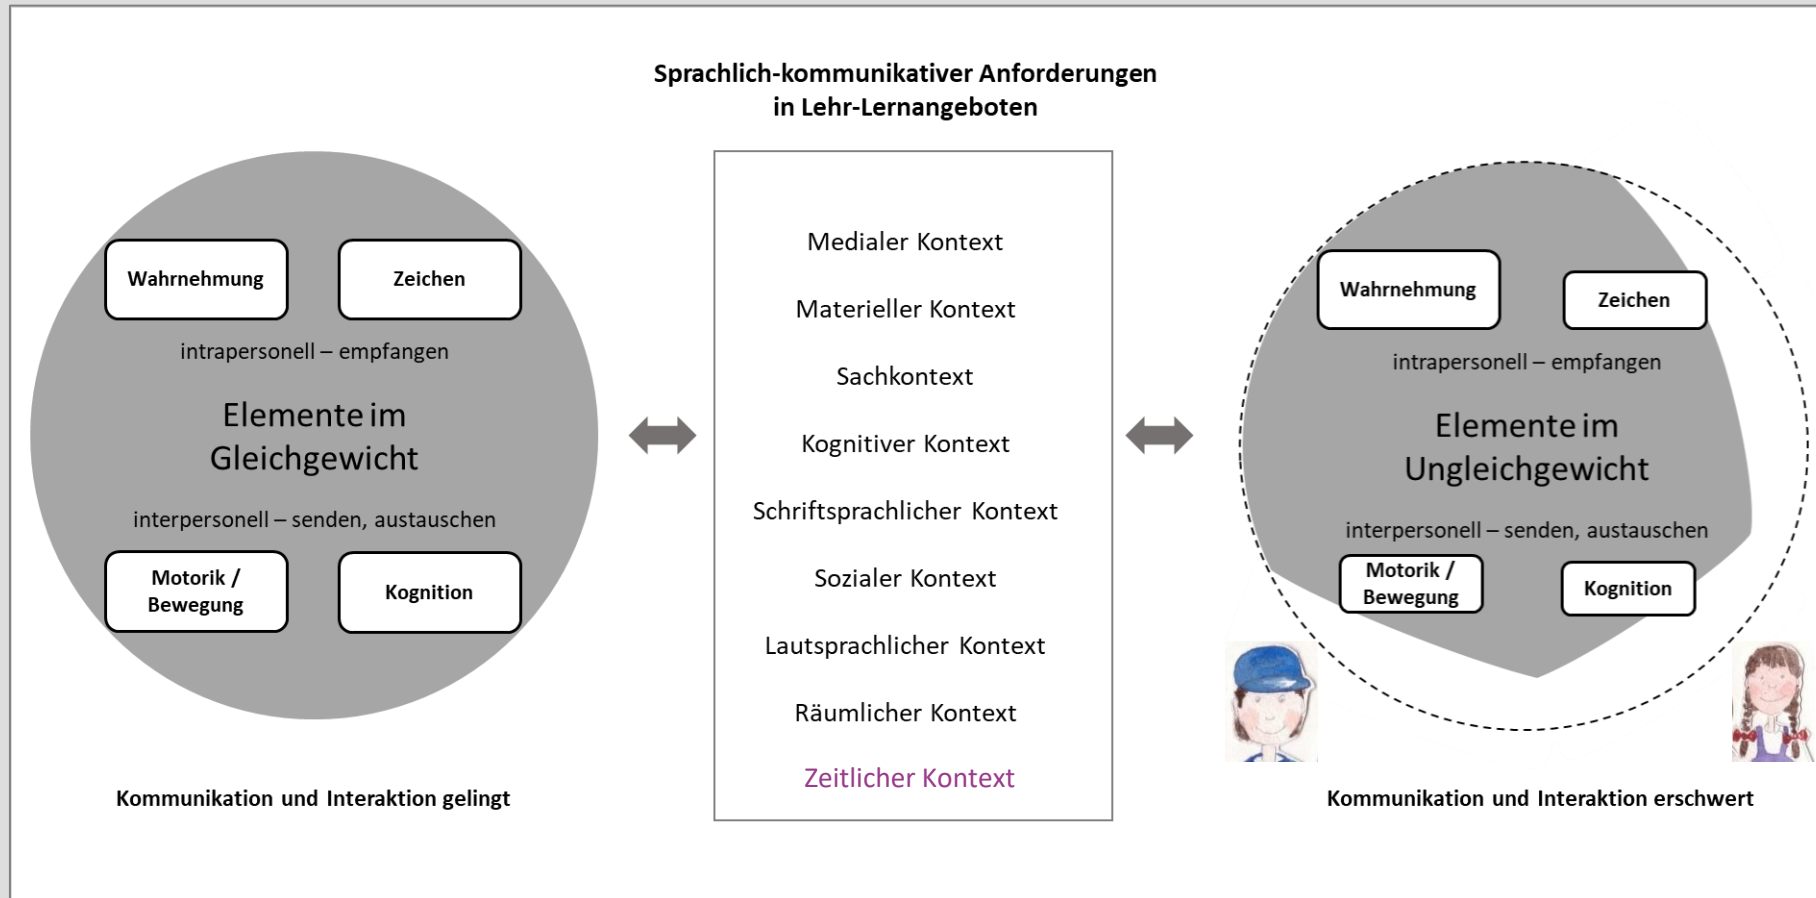 Sprachlich-kommunikativer Anforderungen
in Lehr-Lernangeboten
Wahrnehmung
Zeichen
intrapersonell – empfangen
Elemente im
Gleichgewicht
interpersonell – senden, austauschen
Motorik /
Bewegung
Kognition
Kommunikation und Interaktion gelingt
Medialer Kontext
Materieller Kontext
Sachkontext
Kognitiver Kontext
Schriftsprachlicher Kontext
Sozialer Kontext
Lautsprachlicher Kontext
Räumlicher Kontext
Zeitlicher Kontext
Wahrnehmung
Zeichen
intrapersonell – empfangen
Elemente im
Ungleichgewicht
interpersonell – senden, austauschen
Motorik /
Bewegung
Kognition
Kommunikation und Interaktion erschwert